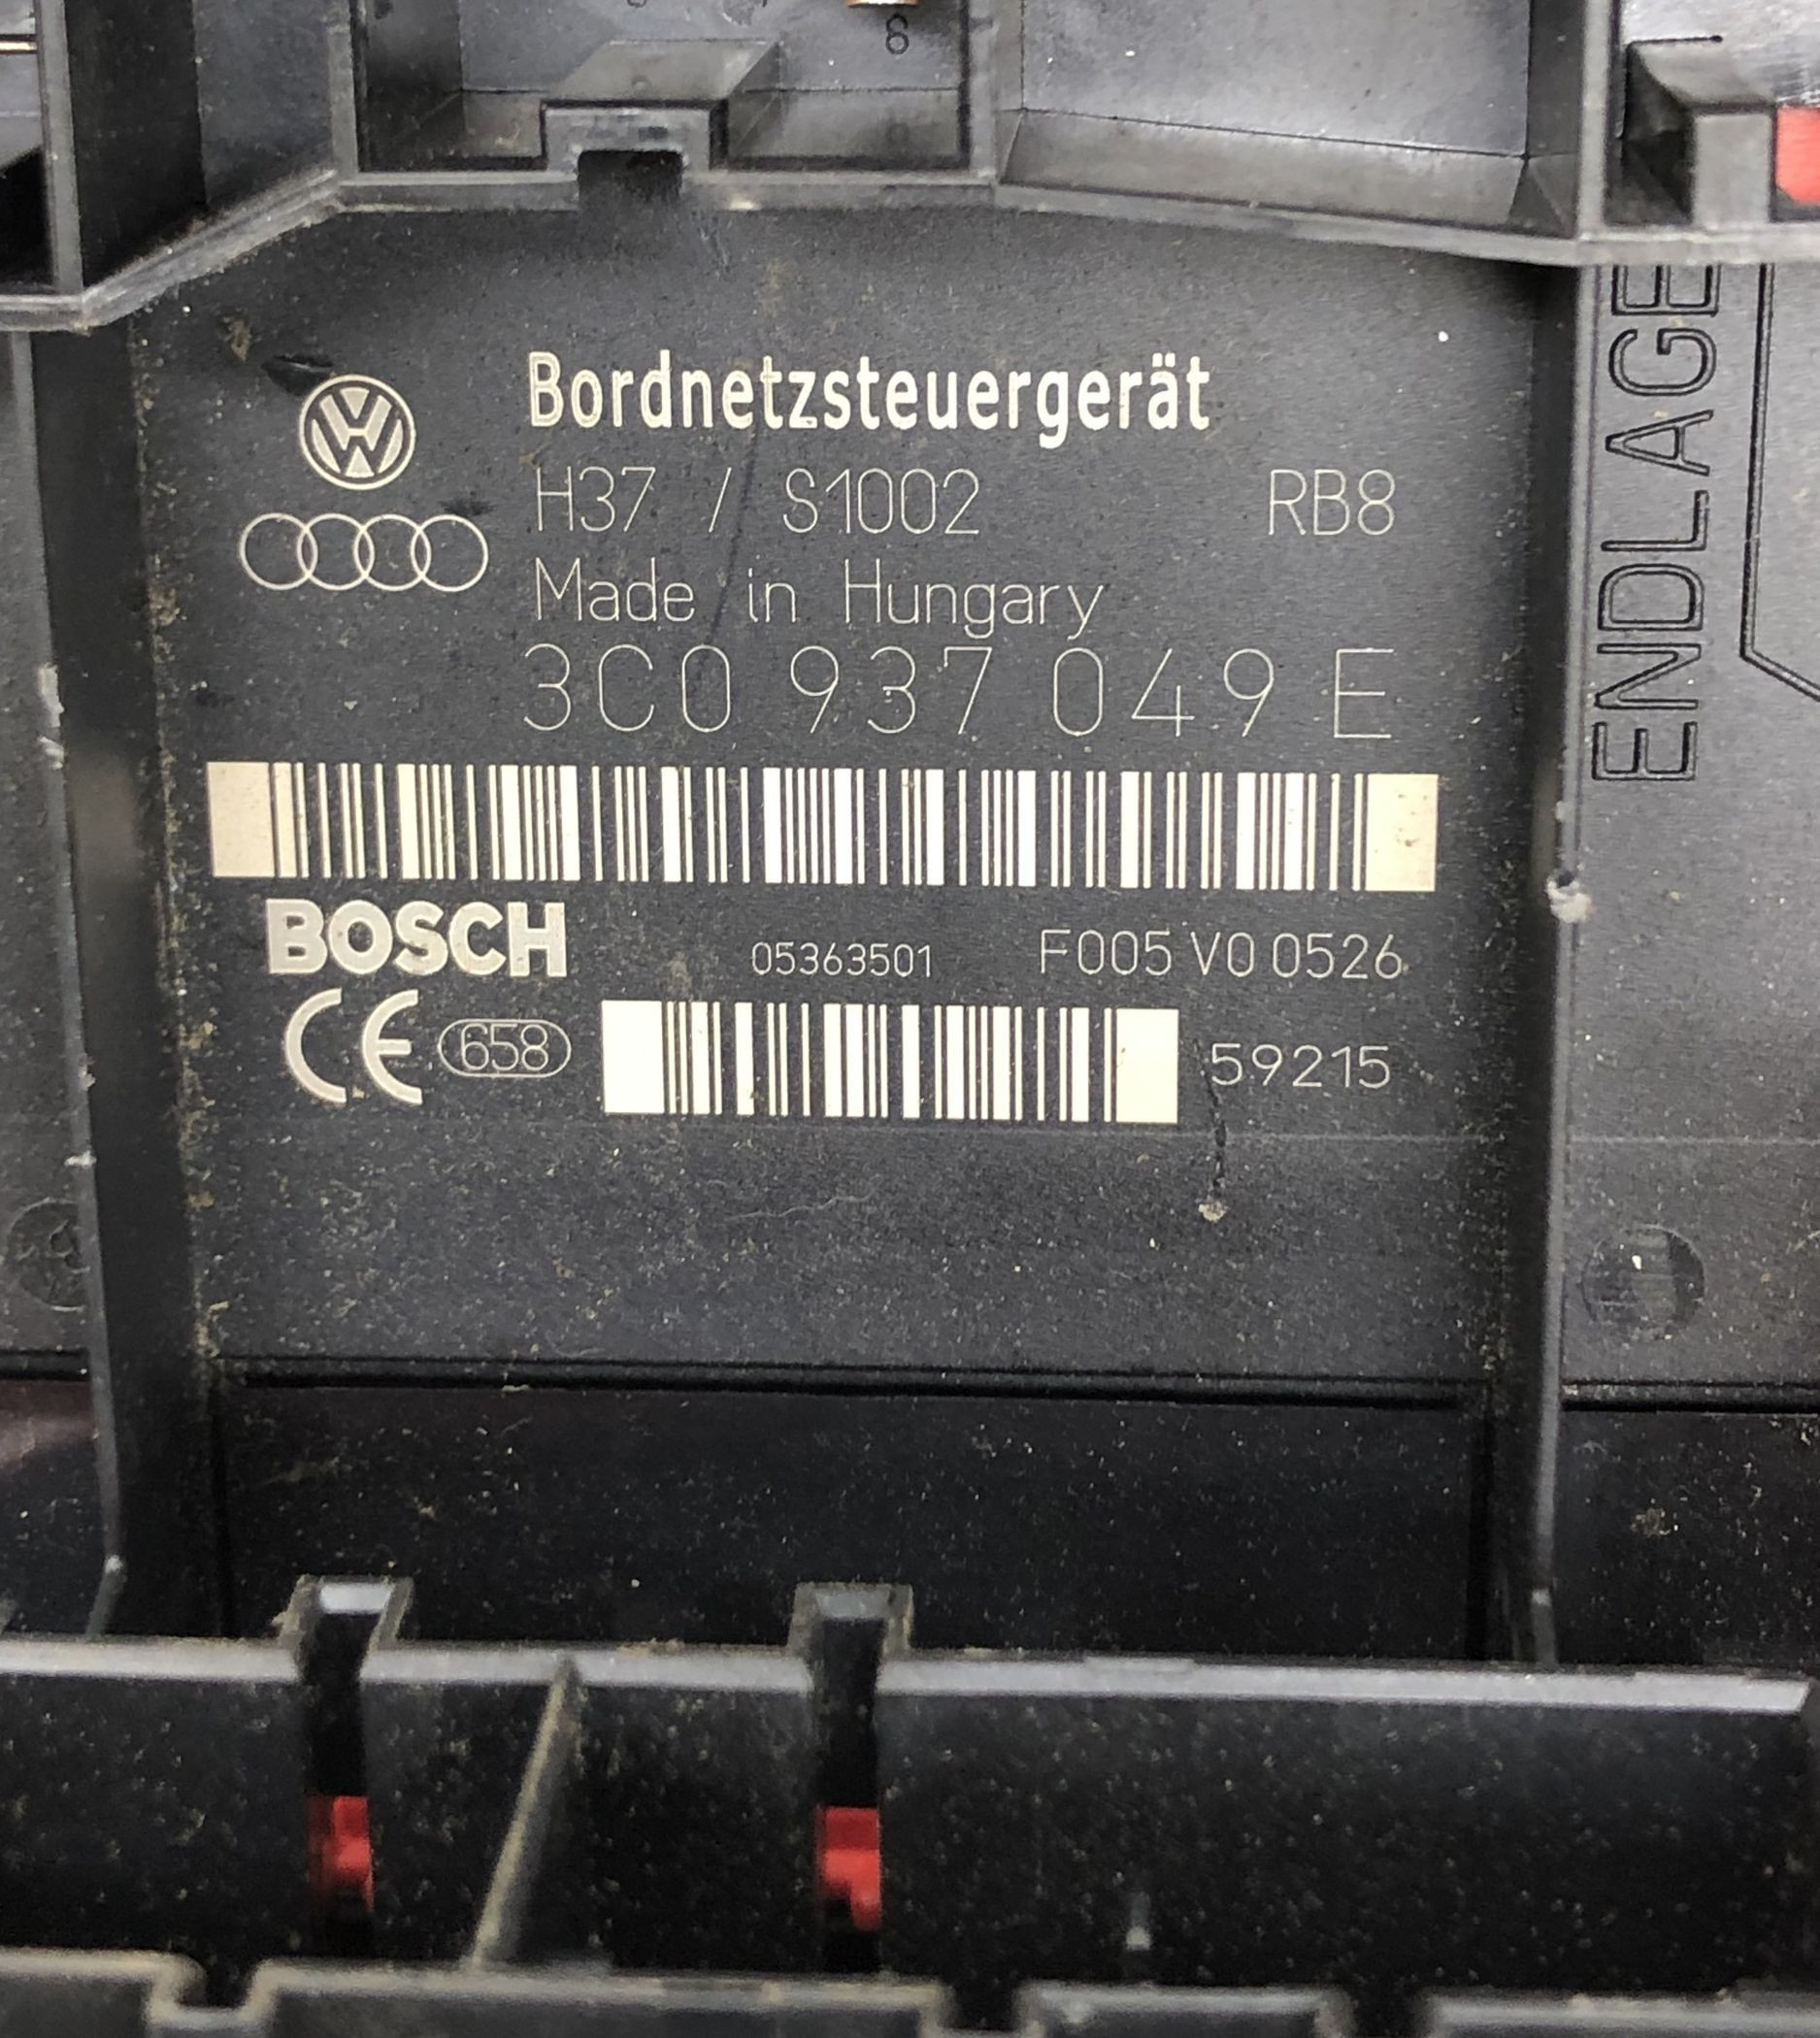 8
Bordnetzsteuergerät
H37 / S1002 RB8
Made in Hungary
3C0 937 049 E
BOSCH 05363501 F005 V0 0526
CE 658 59215
ENDLAGE